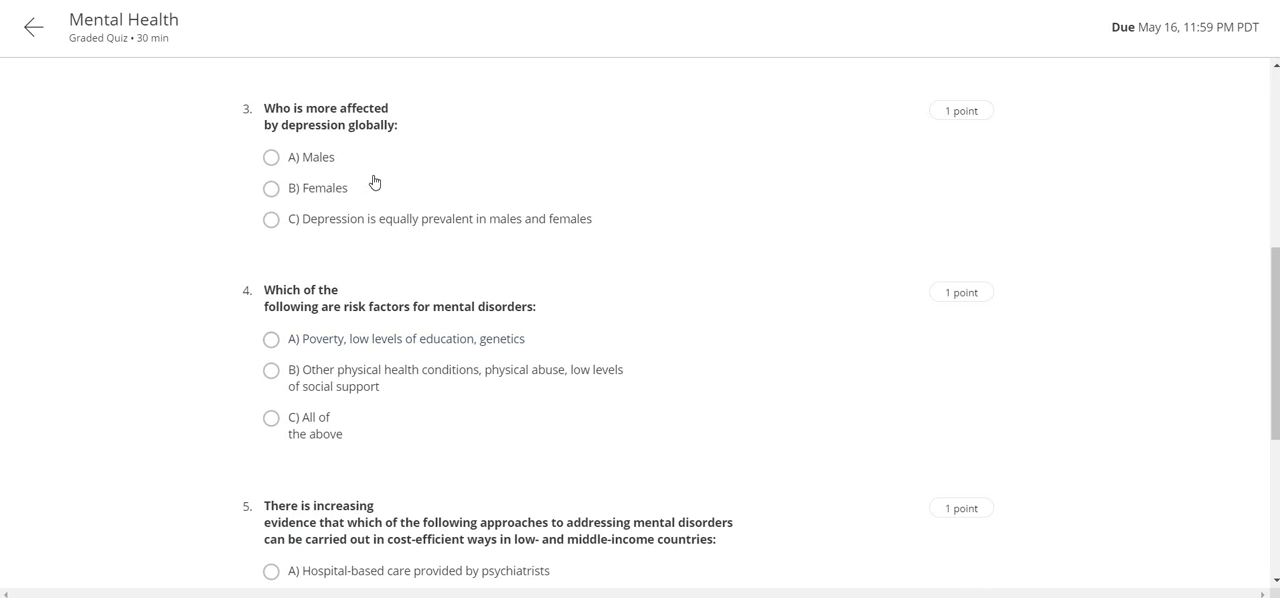 Mental Health
Graded Quiz • 30 min
Due May 16, 11:59 PM PDT
3. Who is more affected
by depression globally:
1 point
A) Males
B) Females
C) Depression is equally prevalent in males and females
4. Which of the
following are risk factors for mental disorders:
1 point
A) Poverty, low levels of education, genetics
B) Other physical health conditions, physical abuse, low levels
of social support
C) All of
the above
5. There is increasing
evidence that which of the following approaches to addressing mental disorders
can be carried out in cost-efficient ways in low- and middle-income countries:
1 point
A) Hospital-based care provided by psychiatrists